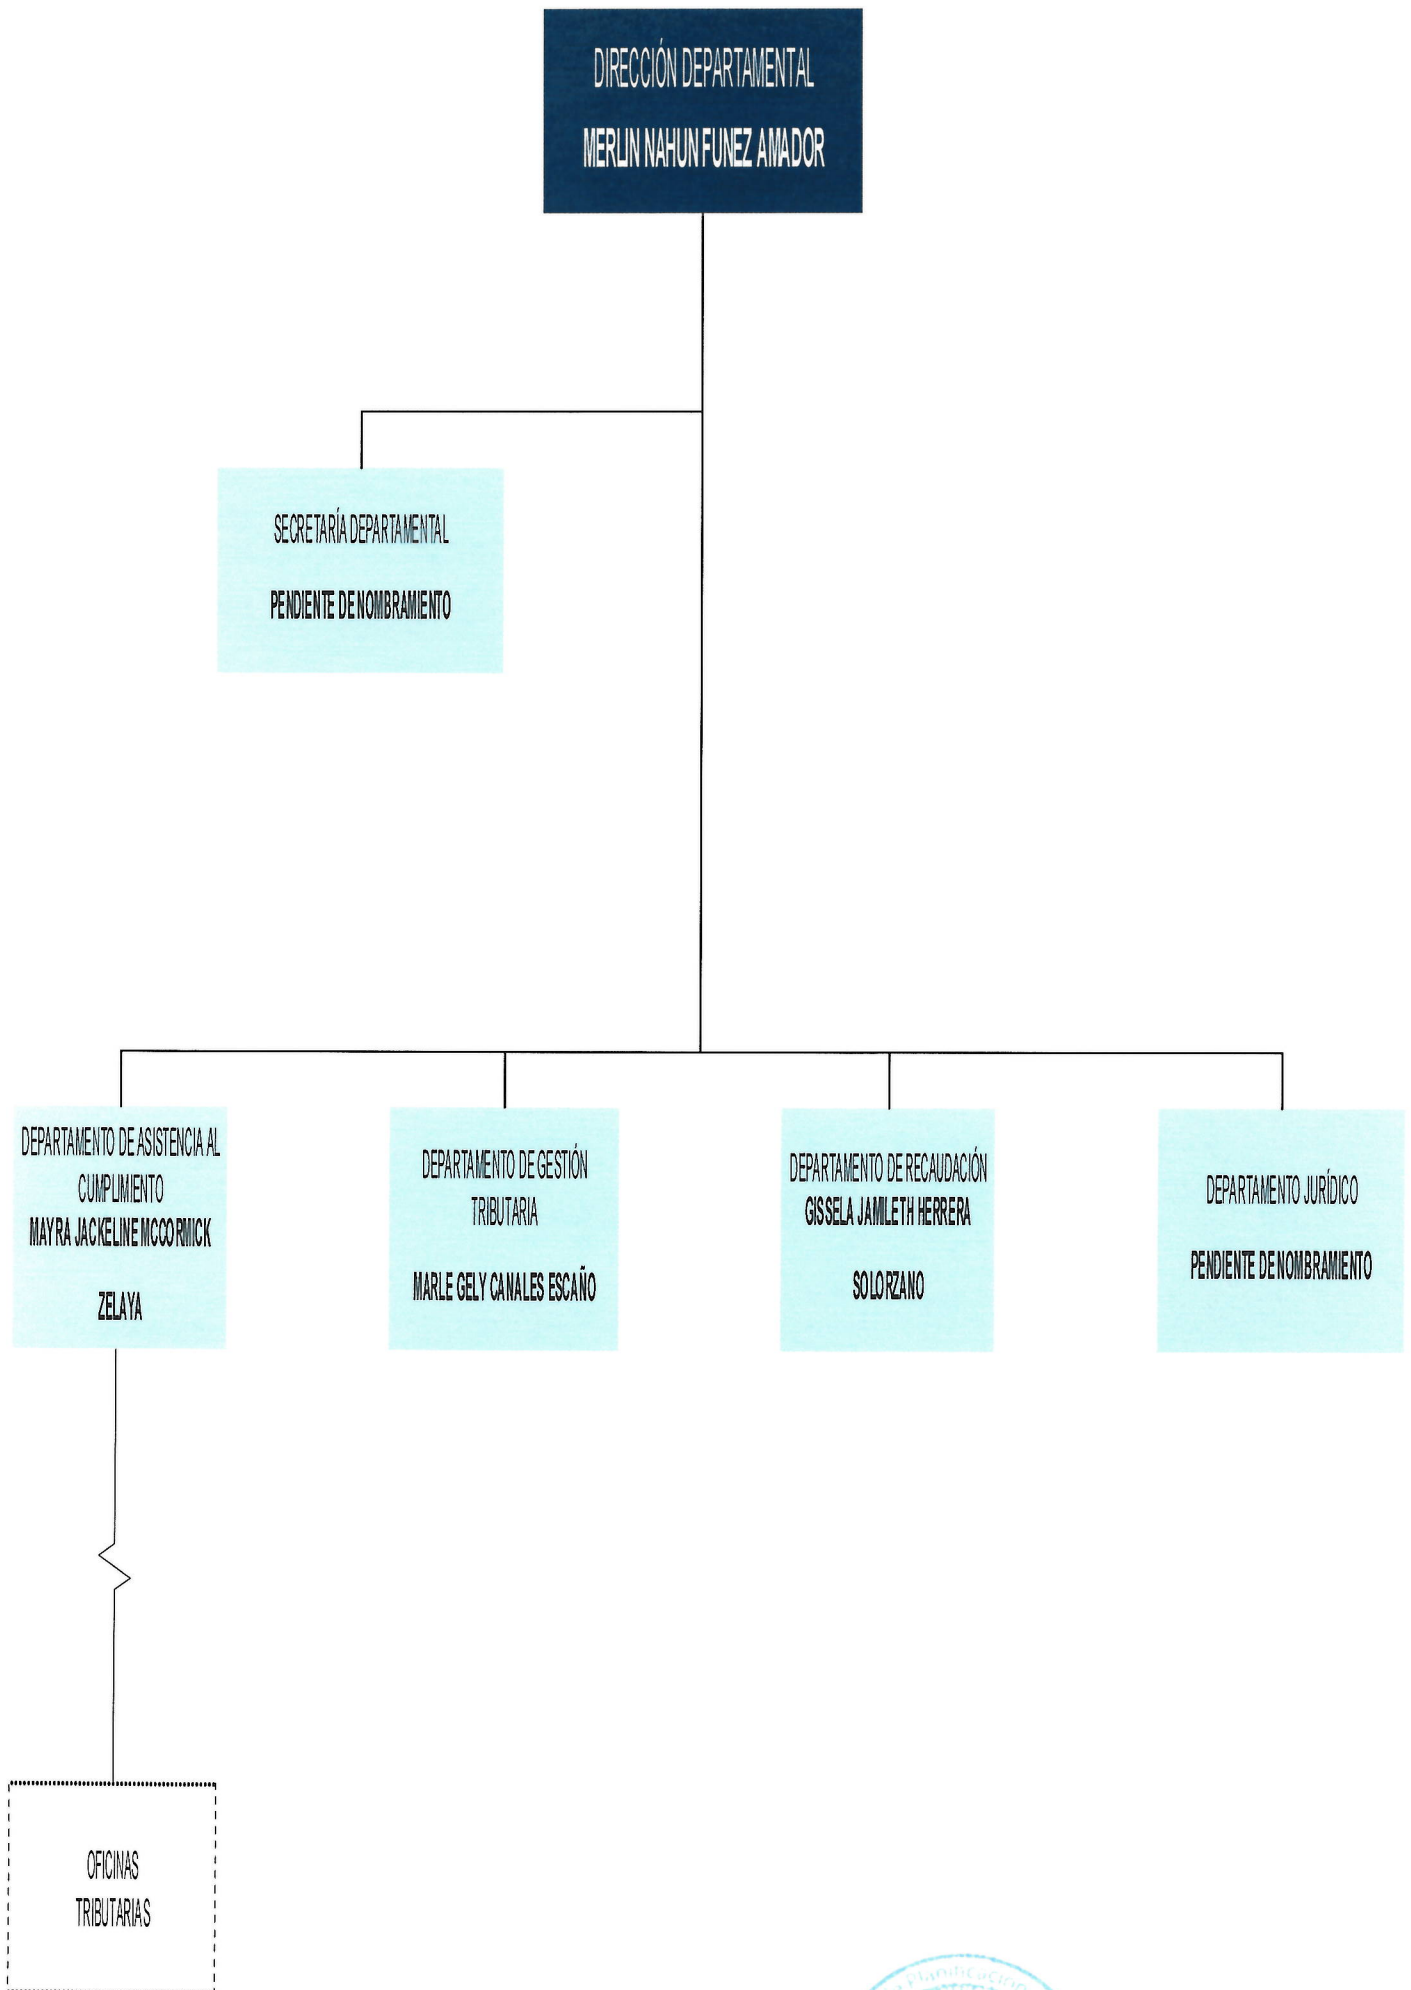 DIRECCIÓN DEPARTAMENTAL
MERLIN NAHUN FUNEZ AMADOR
SECRETARÍA DEPARTAMENTAL
PENDIENTE DE NOMBRAMIENTO
DEPARTAMENTO DE ASISTENCIA AL
CUMPLIMIENTO
MAYRA JACKELINE MCCORMICK
ZELAYA
DEPARTAMENTO DE GESTIÓN
TRIBUTARIA
MARLE GELY CANALES ESCAÑO
DEPARTAMENTO DE RECAUDACIÓN
GISSELA JAMILETH HERRERA
SOLORZANO
DEPARTAMENTO JURÍDICO
PENDIENTE DE NOMBRAMIENTO
OFICINAS
TRIBUTARIAS
Planificación